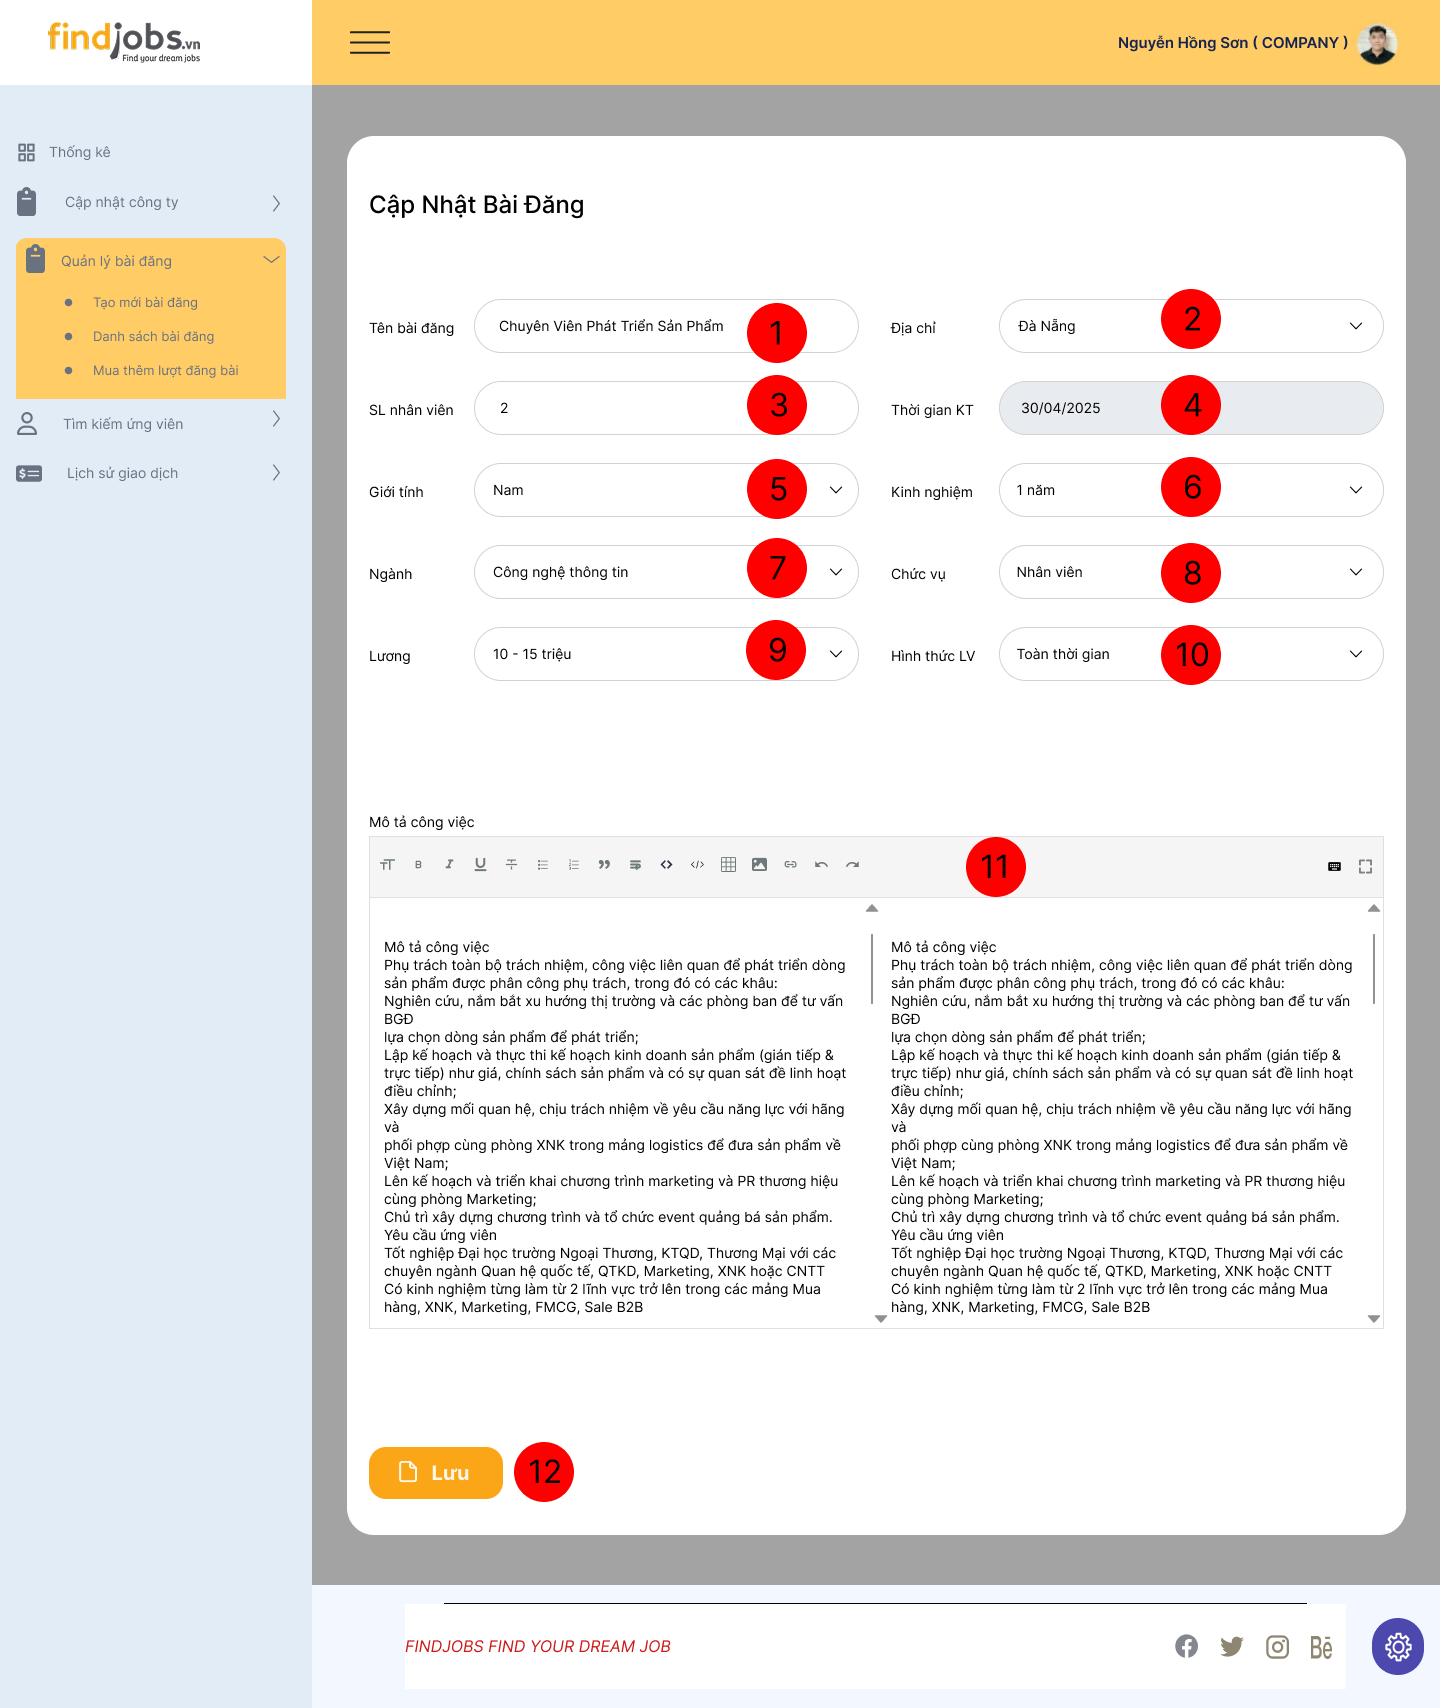 findjobs.vn
Find your dream jobs
Nguyễn Hồng Sơn ( COMPANY )
Thống kê
Cập nhật công ty
Quản lý bài đăng
Tạo mới bài đăng
Danh sách bài đăng
Mua thêm lượt đăng bài
Tìm kiếm ứng viên
Lịch sử giao dịch
Cập Nhật Bài Đăng
Tên bài đăng Chuyên Viên Phát Triển Sản Phẩm 1 Địa chỉ Đà Nẵng 2
SL nhân viên 2 3 Thời gian KT 30/04/2025 4
Giới tính Nam 5 Kinh nghiệm 1 năm 6
Ngành Công nghệ thông tin 7 Chức vụ Nhân viên 8
Lương 10 - 15 triệu 9 Hình thức LV Toàn thời gian 10
Mô tả công việc
11
Mô tả công việc
Phụ trách toàn bộ trách nhiệm, công việc liên quan để phát triển dòng
sản phẩm được phân công phụ trách, trong đó có các khâu:
Nghiên cứu, nắm bắt xu hướng thị trường và các phòng ban để tư vấn
BGĐ
lựa chọn dòng sản phẩm để phát triển;
Lập kế hoạch và thực thi kế hoạch kinh doanh sản phẩm (gián tiếp &
trực tiếp) như giá, chính sách sản phẩm và có sự quan sát đề linh hoạt
điều chỉnh;
Xây dựng mối quan hệ, chịu trách nhiệm về yêu cầu năng lực với hãng
và
phối phợp cùng phòng XNK trong mảng logistics để đưa sản phẩm về
Việt Nam;
Lên kế hoạch và triển khai chương trình marketing và PR thương hiệu
cùng phòng Marketing;
Chủ trì xây dựng chương trình và tổ chức event quảng bá sản phẩm.
Yêu cầu ứng viên
Tốt nghiệp Đại học trường Ngoại Thương, KTQD, Thương Mại với các
chuyên ngành Quan hệ quốc tế, QTKD, Marketing, XNK hoặc CNTT
Có kinh nghiệm từng làm từ 2 lĩnh vực trở lên trong các mảng Mua
hàng, XNK, Marketing, FMCG, Sale B2B
Mô tả công việc
Phụ trách toàn bộ trách nhiệm, công việc liên quan để phát triển dòng
sản phẩm được phân công phụ trách, trong đó có các khâu:
Nghiên cứu, nắm bắt xu hướng thị trường và các phòng ban để tư vấn
BGĐ
lựa chọn dòng sản phẩm để phát triển;
Lập kế hoạch và thực thi kế hoạch kinh doanh sản phẩm (gián tiếp &
trực tiếp) như giá, chính sách sản phẩm và có sự quan sát đề linh hoạt
điều chỉnh;
Xây dựng mối quan hệ, chịu trách nhiệm về yêu cầu năng lực với hãng
và
phối phợp cùng phòng XNK trong mảng logistics để đưa sản phẩm về
Việt Nam;
Lên kế hoạch và triển khai chương trình marketing và PR thương hiệu
cùng phòng Marketing;
Chủ trì xây dựng chương trình và tổ chức event quảng bá sản phẩm.
Yêu cầu ứng viên
Tốt nghiệp Đại học trường Ngoại Thương, KTQD, Thương Mại với các
chuyên ngành Quan hệ quốc tế, QTKD, Marketing, XNK hoặc CNTT
Có kinh nghiệm từng làm từ 2 lĩnh vực trở lên trong các mảng Mua
hàng, XNK, Marketing, FMCG, Sale B2B
Lưu 12
FINDJOBS FIND YOUR DREAM JOB